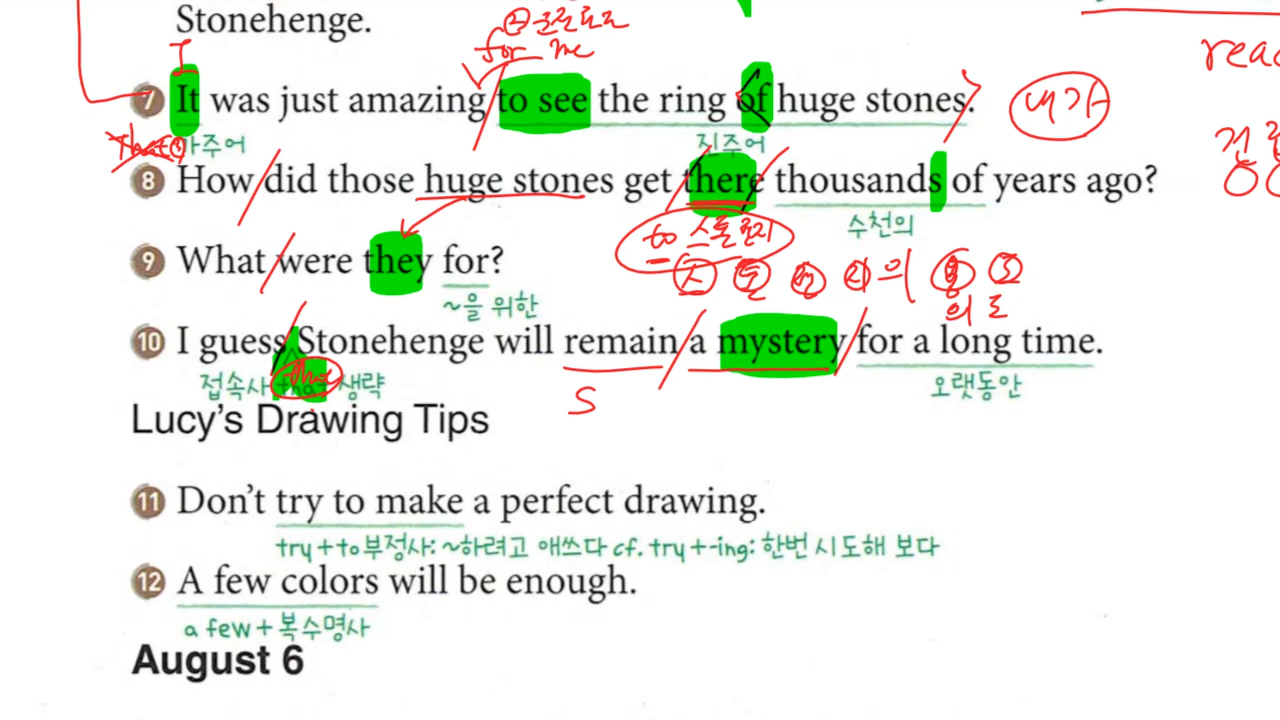 Stonehenge.
for me
I
7 It was just amazing to see the ring of huge stones.
내가
가주어
진주어
8 How did those huge stones get there thousands of years ago?
수천의
to 스톤헨지
9 What were they for?
~을 위한
의도
10 I guess Stonehenge will remain a mystery for a long time.
접속사 that 생략
오랫동안
S
Lucy's Drawing Tips
11 Don't try to make a perfect drawing.
try+to부정사: ~하려고 애쓰다 cf. try+-ing: 한번 시도해 보다
12 A few colors will be enough.
a few+복수명사
August 6